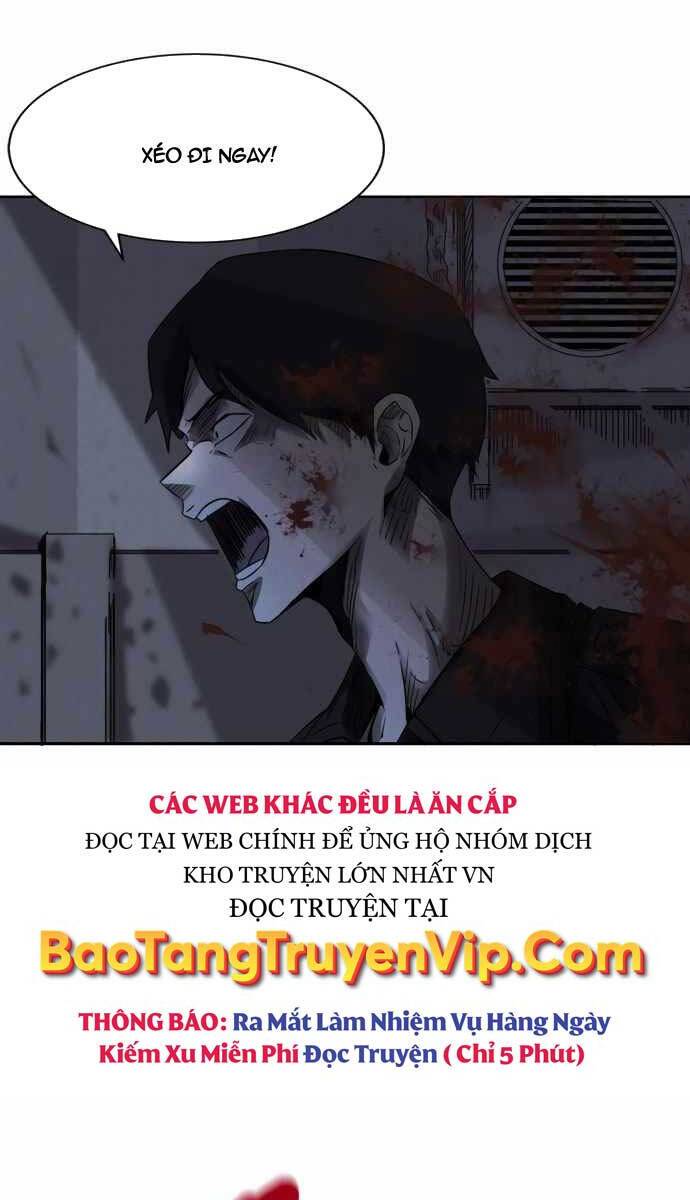 XÉO ĐI NGAY!
CÁC WEB KHÁC ĐỀU LÀ ĂN CẮP
ĐỌC TẠI WEB CHÍNH ĐỂ ỦNG HỘ NHÓM DỊCH
KHO TRUYỆN LỚN NHẤT VN
ĐỌC TRUYỆN TẠI
BaoTangTruyenVip.Com
THÔNG BÁO: Ra Mắt Làm Nhiệm Vụ Hàng Ngày
Kiếm Xu Miễn Phí Đọc Truyện ( Chỉ 5 Phút)